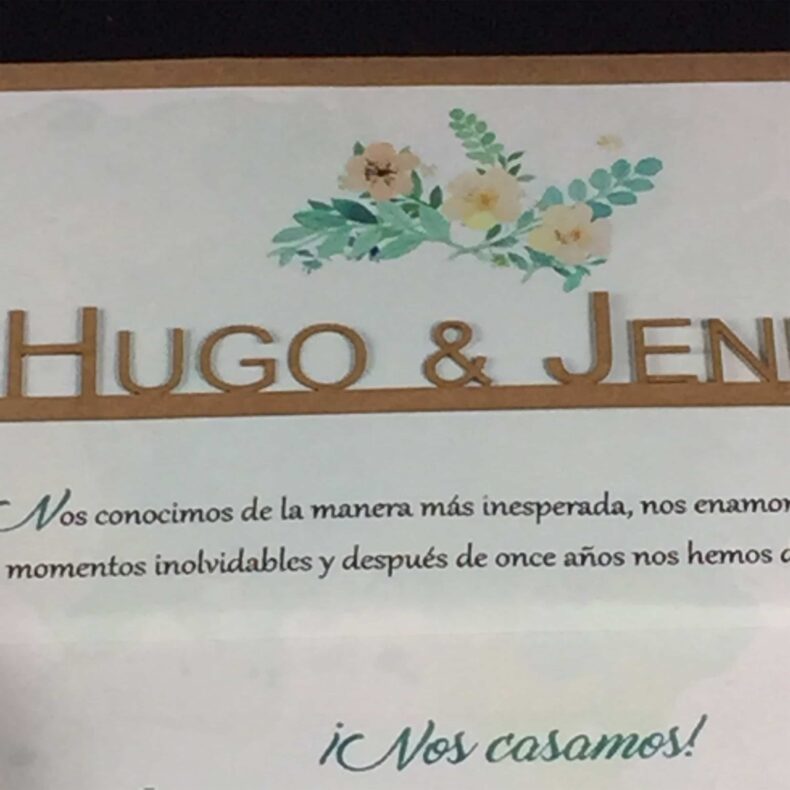 HUGO & JEN
Nos conocimos de la manera más inesperada, nos
momentos inolvidables y después de once años nos hemos
¡Nos casamos!